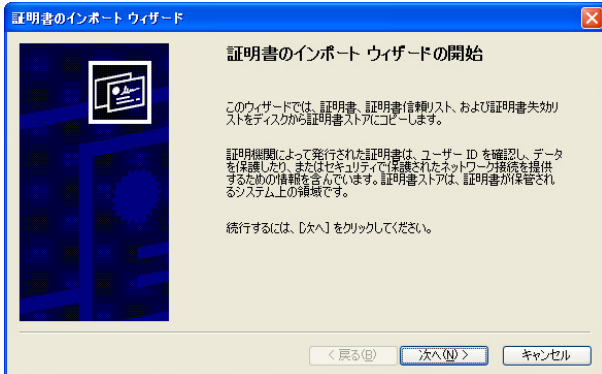 証明書のインポート ウィザード
証明書のインポート ウィザードの開始
このウィザードでは、証明書、証明書信頼リスト、および証明書失効リ
ストをディスクから証明書ストアにコピーします。
証明機関によって発行された証明書は、ユーザー ID を確認し、データ
を保護したり、またはセキュリティで保護されたネットワーク接続を提供
するための情報を含んでいます。証明書ストアは、証明書が保管され
るシステム上の領域です。
続行するには、[次へ] をクリックしてください。
< 戻る(B)
次へ(N) >
キャンセル